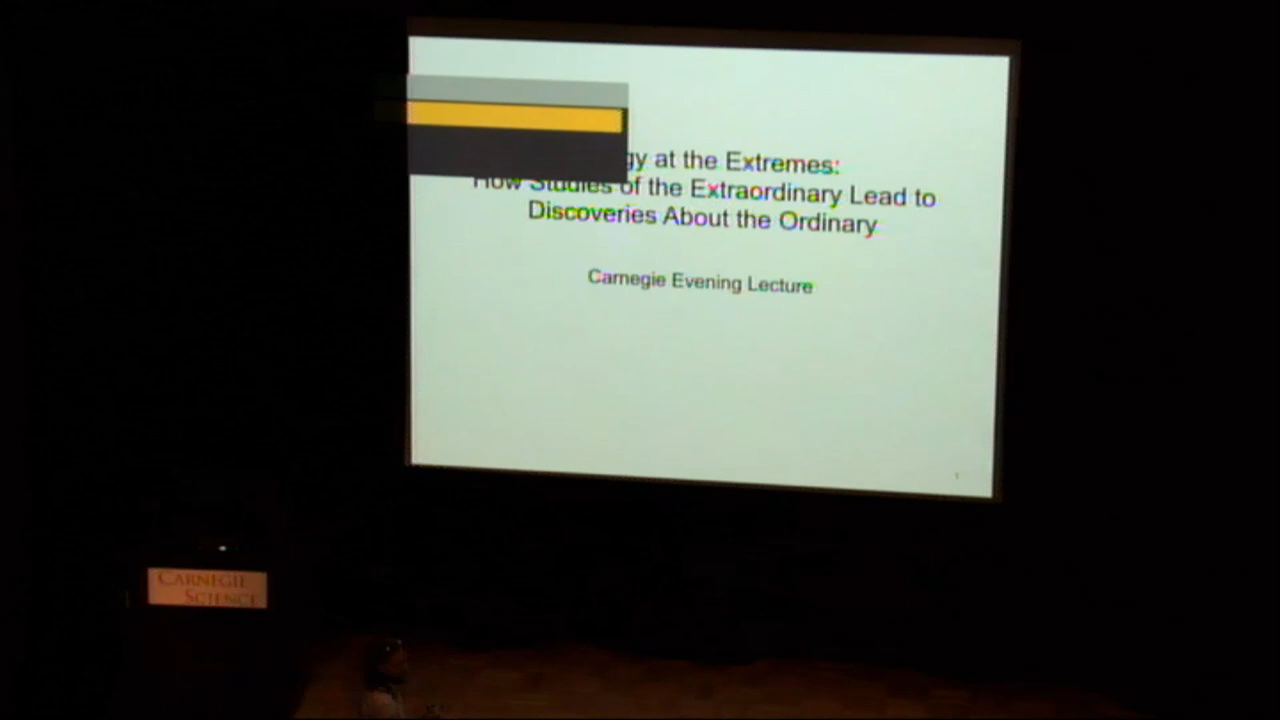 at the Extremes:
How Studies of the Extraordinary Lead to
Discoveries About the Ordinary
Carnegie Evening Lecture
CARNEGIE
SCIENCE